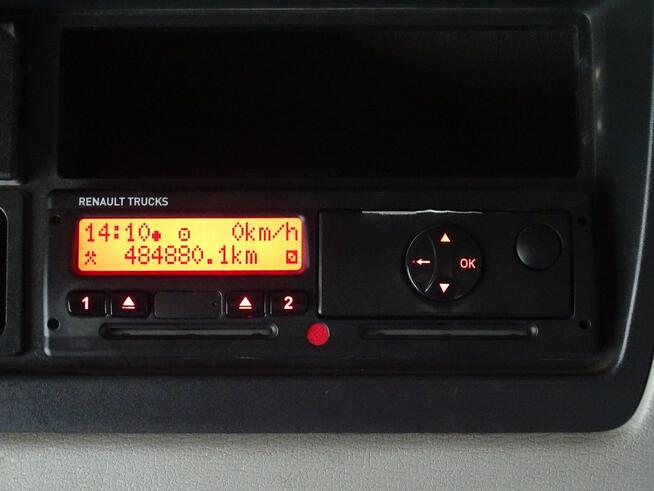 RENAULT TRUCKS
14:10 0km/h
484880.1km
1 2
OK